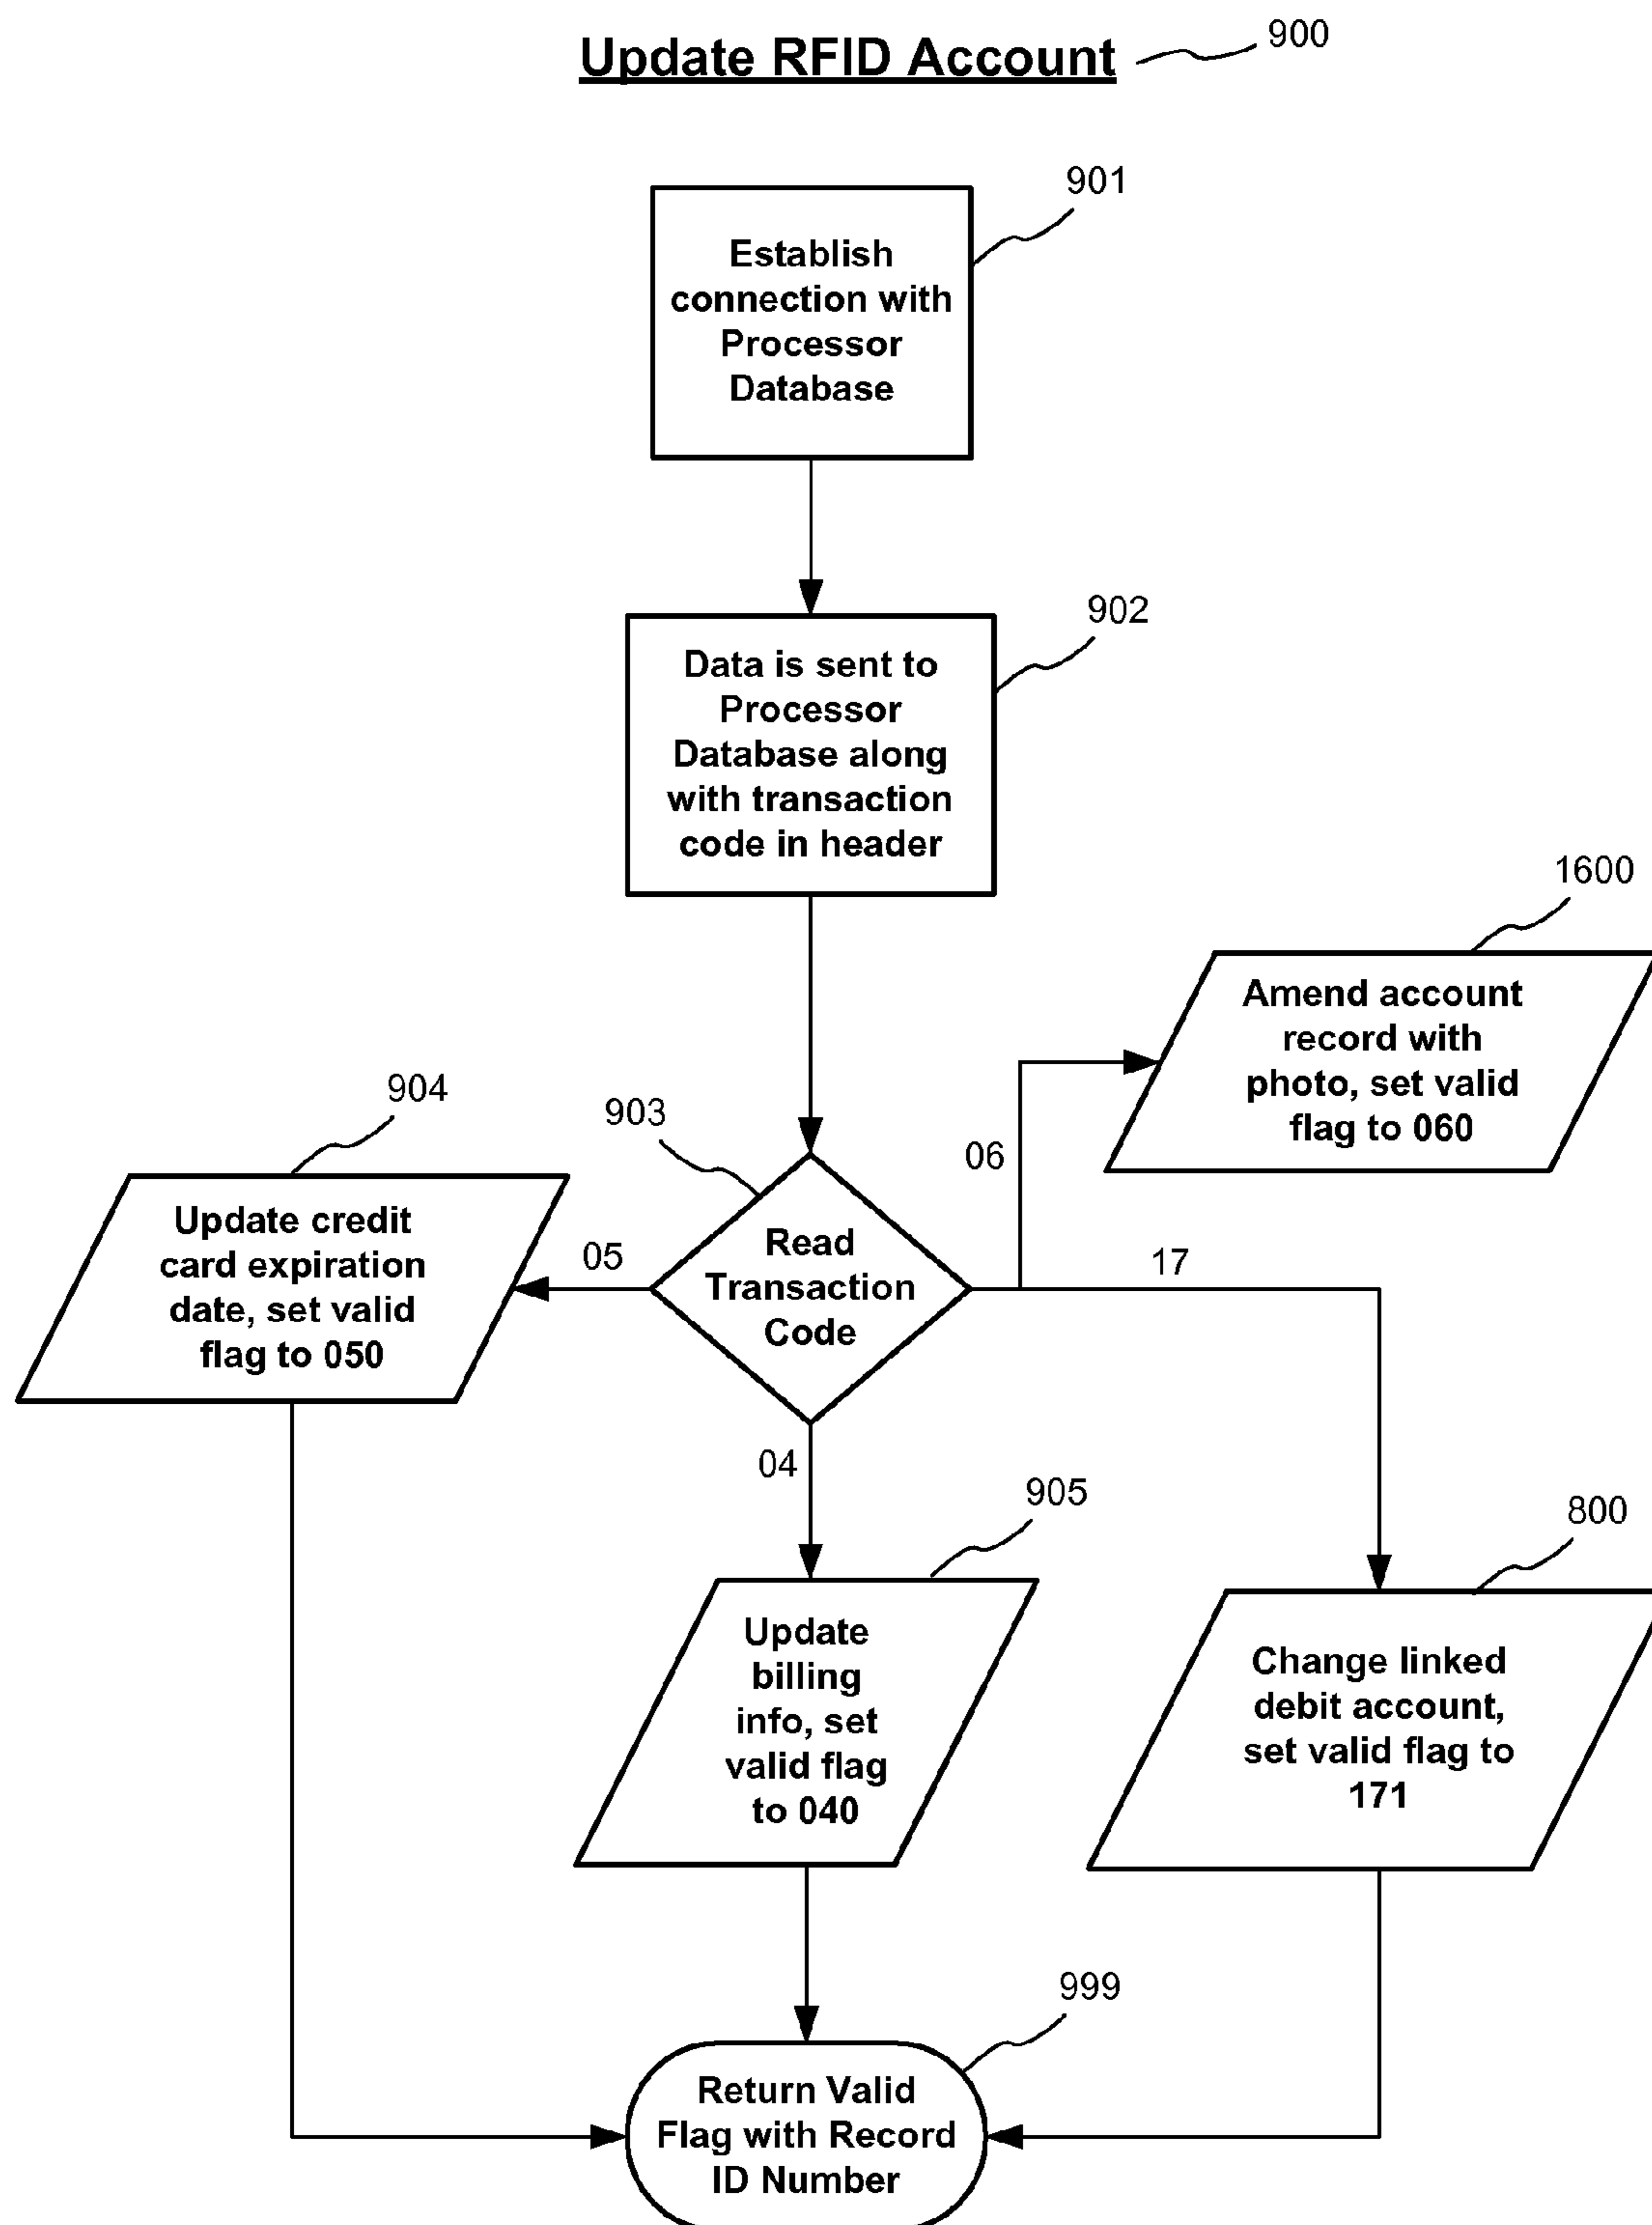 Update RFID Account
900
901
Establish
connection with
Processor
Database
902
Data is sent to
Processor
Database along
with transaction
code in header
1600
Amend account
record with
photo, set valid
flag to 060
904
903
06
Update credit
card expiration
date, set valid
flag to 050
05
Read
Transaction
Code
17
04
905
800
Update
billing
info, set
valid flag
to 040
Change linked
debit account,
set valid flag to
171
999
Return Valid
Flag with Record
ID Number